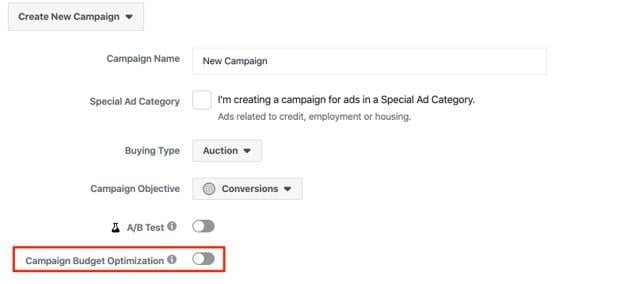 Create New Campaign
Campaign Name
New Campaign
Special Ad Category
I'm creating a campaign for ads in a Special Ad Category.
Ads related to credit, employment or housing.
Buying Type
Auction
Campaign Objective
Conversions
A/B Test
Campaign Budget Optimization